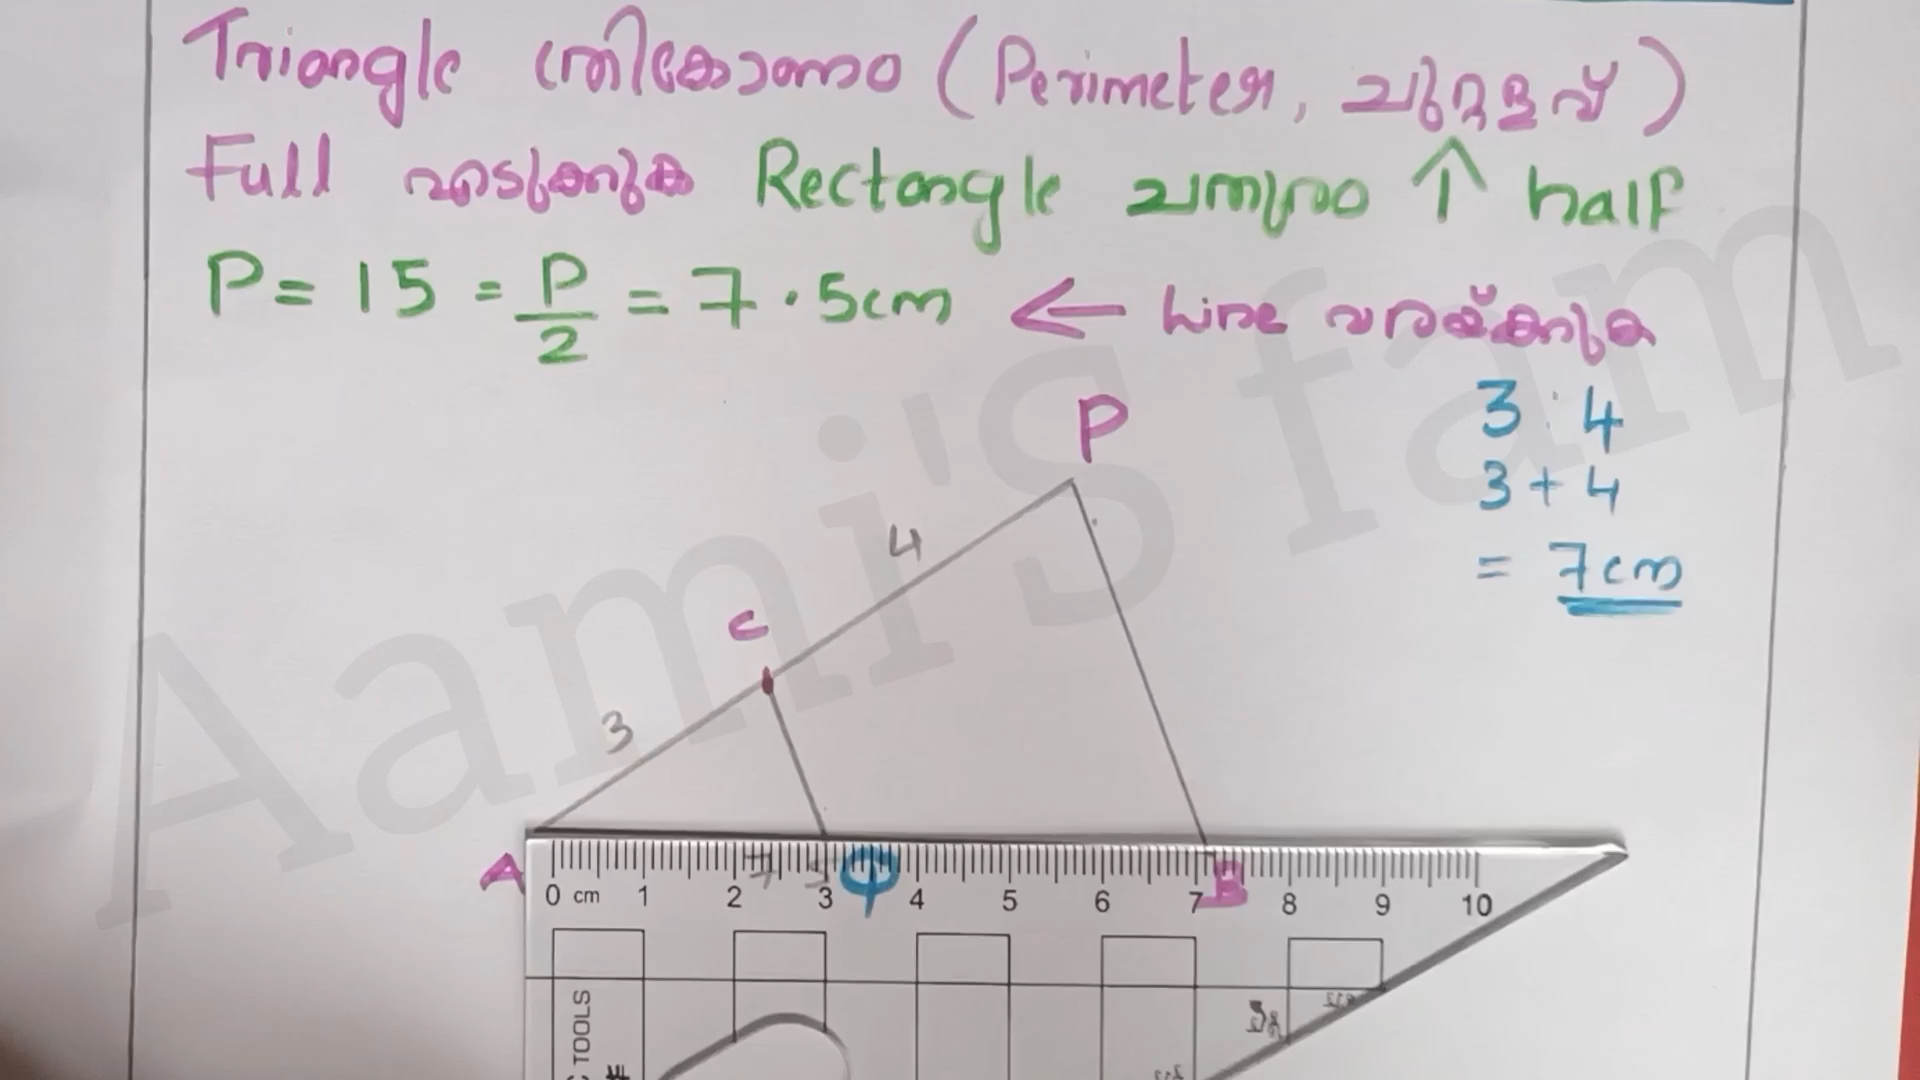 Triangle ത്രികോണം (Perimeter, ചുറ്റളവ്)
Full വരക്കുക Rectangle ചതുരം ↑ half
P = 15 = P/2 = 7.5cm ← Line വരയ്ക്കുക
3 : 4
3 + 4
= 7cm
P
4
C
3
A
B
0 cm 1 2 3 4 5 6 7 8 9 10
TOOLS
Aami'S fam